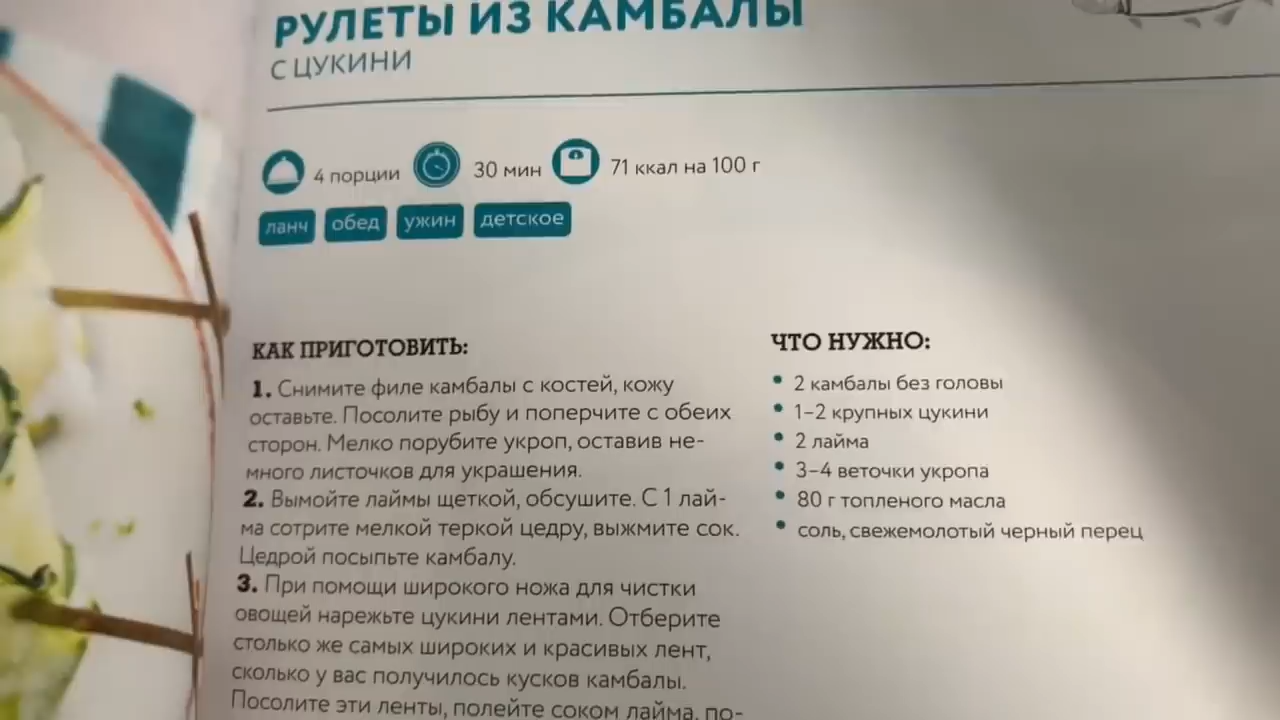 РУЛЕТЫ ИЗ КАМБАЛЫ
С ЦУКИНИ
4 порции 30 мин 71 ккал на 100 г
ланч обед ужин детское
КАК ПРИГОТОВИТЬ:
1. Снимите филе камбалы с костей, кожу
оставьте. Посолите рыбу и поперчите с обеих
сторон. Мелко порубите укроп, оставив не-
много листочков для украшения.
2. Вымойте лаймы щеткой, обсушите. С 1 лай-
ма сотрите мелкой теркой цедру, выжмите сок.
Цедрой посыпьте камбалу.
3. При помощи широкого ножа для чистки
овощей нарежьте цукини лентами. Отберите
столько же самых широких и красивых лент,
сколько у вас получилось кусков камбалы.
Посолите эти ленты, полейте соком лайма, по-
ЧТО НУЖНО:
• 2 камбалы без головы
• 1–2 крупных цукини
• 2 лайма
• 3–4 веточки укропа
• 80 г топленого масла
• соль, свежемолотый черный перец